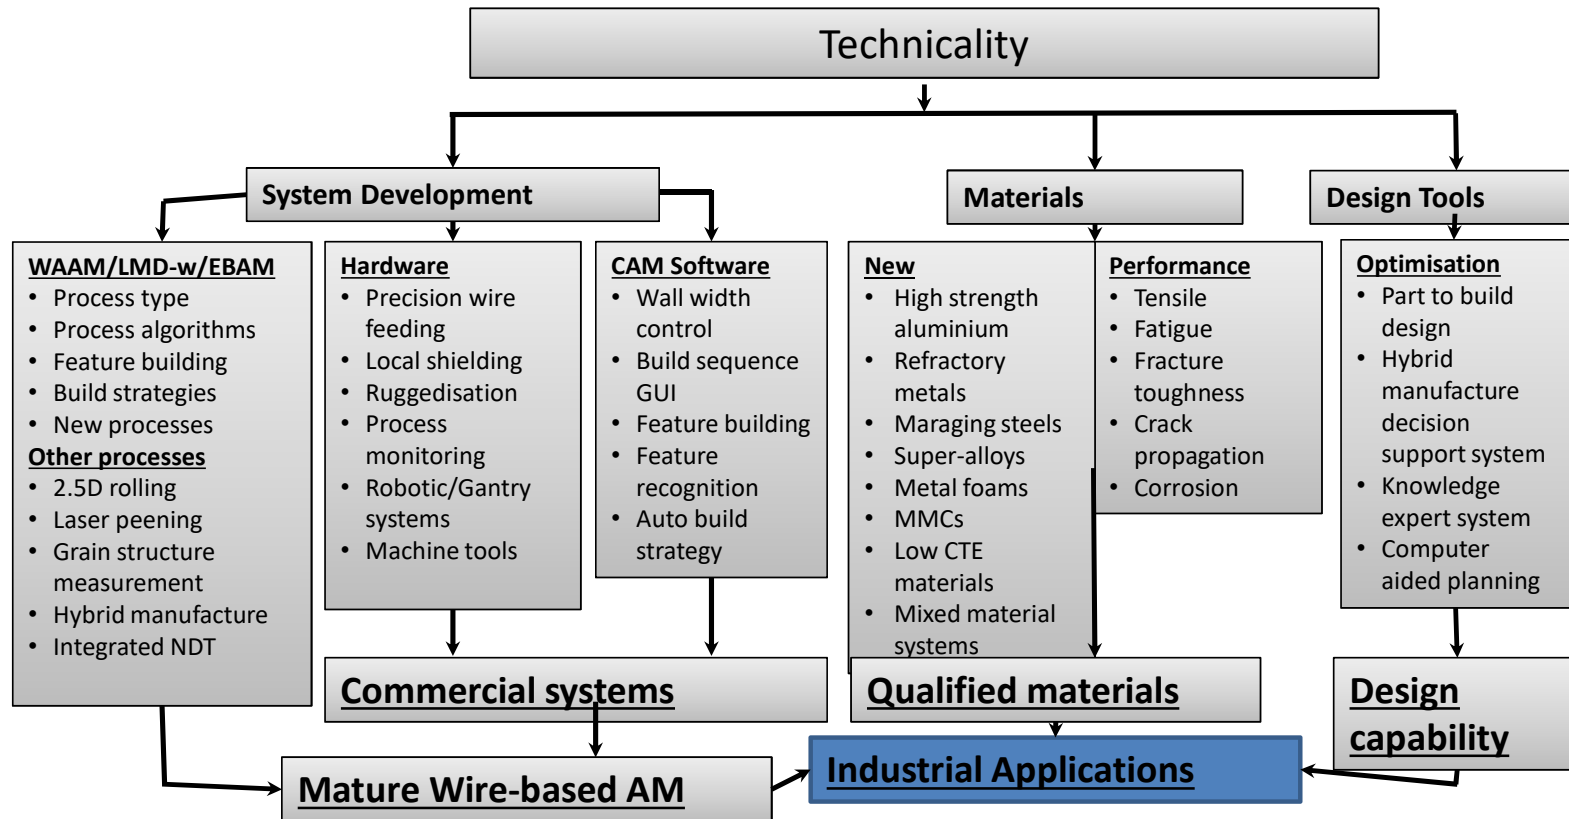 Technicality
System Development
Materials
Design Tools
WAAM/LMD-w/EBAM
• Process type
• Process algorithms
• Feature building
• Build strategies
• New processes
Other processes
• 2.5D rolling
• Laser peening
• Grain structure
measurement
• Hybrid manufacture
• Integrated NDT
Hardware
• Precision wire
feeding
• Local shielding
• Ruggedisation
• Process
monitoring
• Robotic/Gantry
systems
• Machine tools
CAM Software
• Wall width
control
• Build sequence
GUI
• Feature building
• Feature
recognition
• Auto build
strategy
New
• High strength
aluminium
• Refractory
metals
• Maraging steels
• Super-alloys
• Metal foams
• MMCs
• Low CTE
materials
• Mixed material
systems
Performance
• Tensile
• Fatigue
• Fracture
toughness
• Crack
propagation
• Corrosion
Optimisation
• Part to build
design
• Hybrid
manufacture
decision
support system
• Knowledge
expert system
• Computer
aided planning
Commercial systems
Qualified materials
Design
capability
Mature Wire-based AM
Industrial Applications